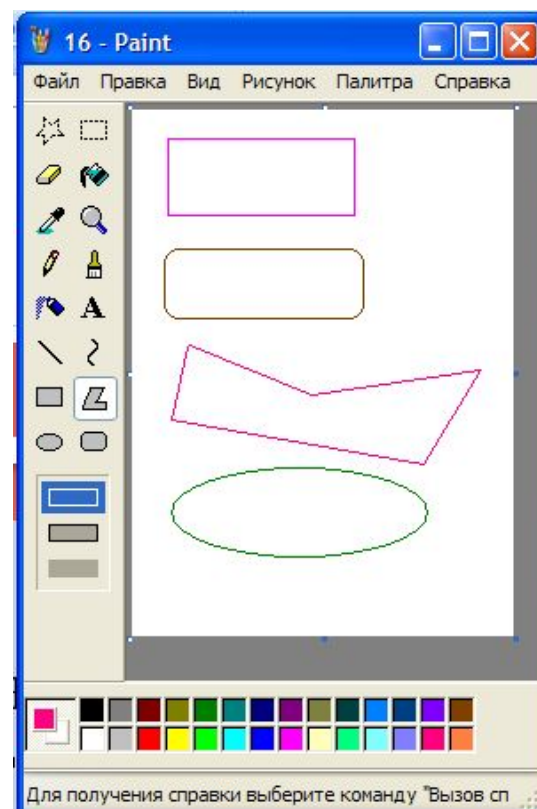 16 - Paint
Файл Правка Вид Рисунок Палитра Справка
A
Для получения справки выберите команду "Вызов сп